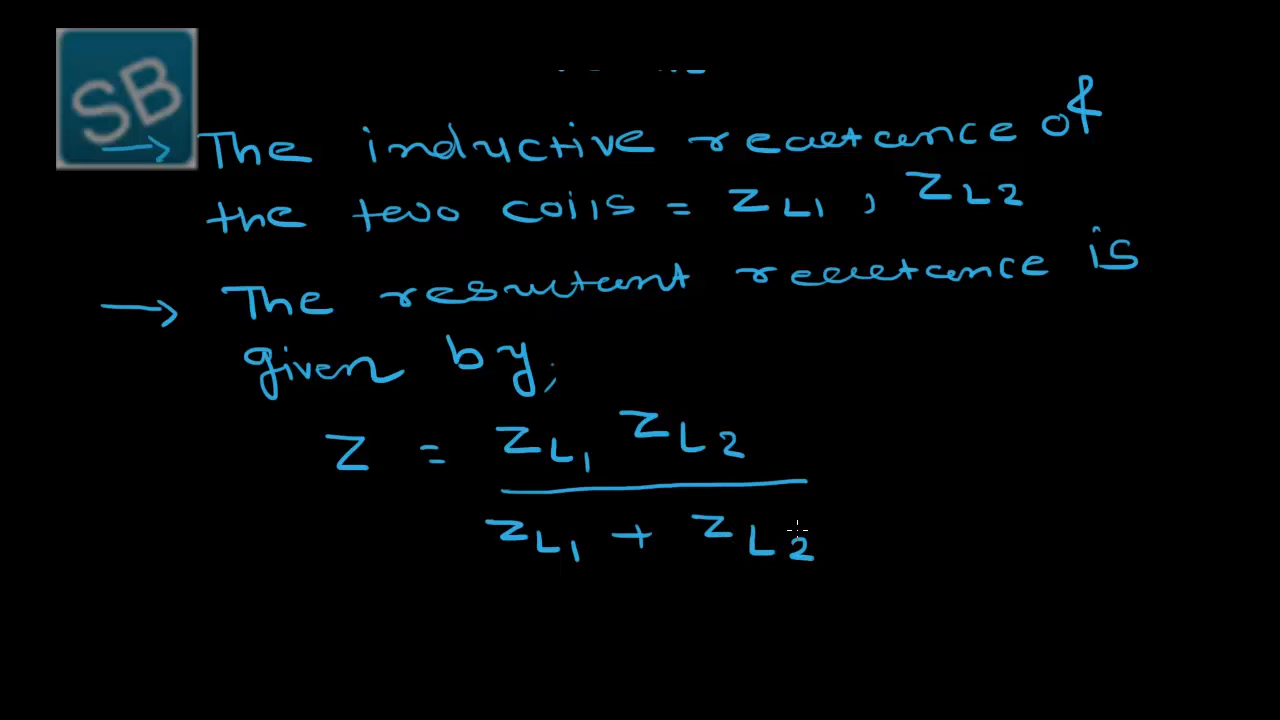 SB
→ The inductive reactance of
the two coils = ZL1, ZL2
→ The resultant reactance is
given by,
Z = ZL1 ZL2
ZL1 + ZL2